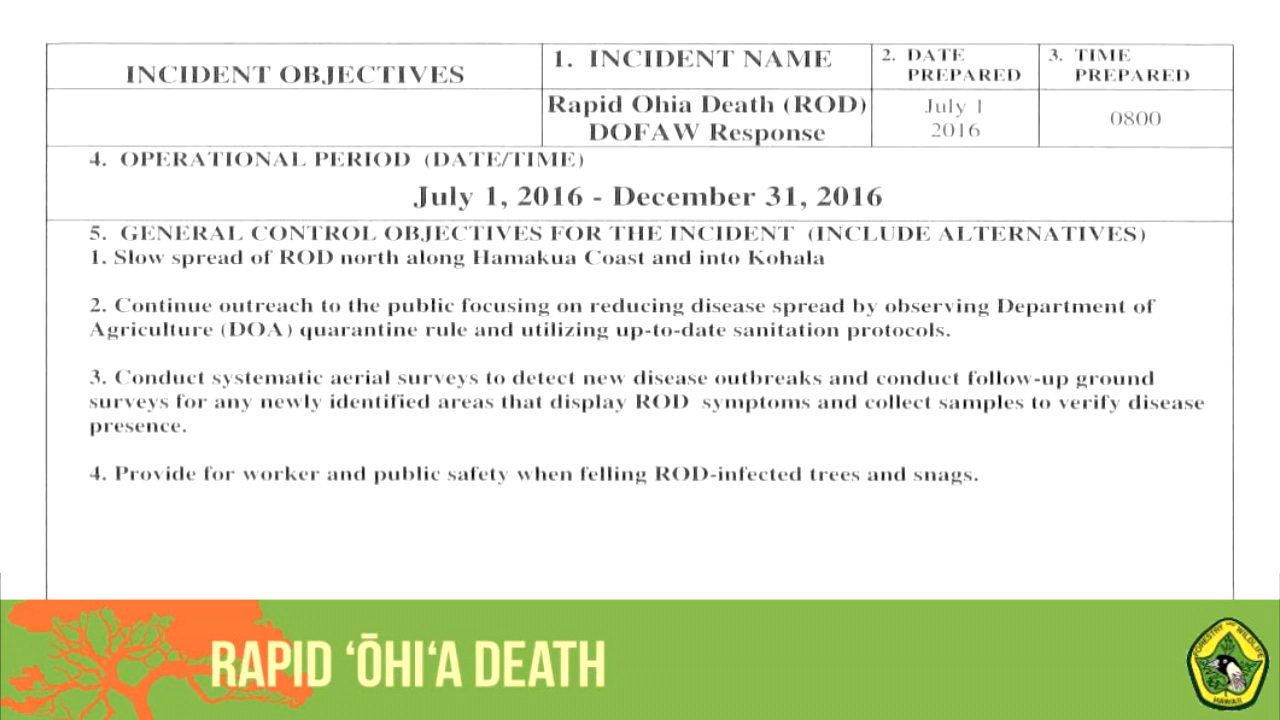 INCIDENT OBJECTIVES
1. INCIDENT NAME
2. DATE PREPARED
3. TIME PREPARED
Rapid Ohia Death (ROD)
DOFAW Response
July 1
2016
0800
4. OPERATIONAL PERIOD (DATE/TIME)
July 1, 2016 - December 31, 2016
5. GENERAL CONTROL OBJECTIVES FOR THE INCIDENT (INCLUDE ALTERNATIVES)
1. Slow spread of ROD north along Hamakua Coast and into Kohala
2. Continue outreach to the public focusing on reducing disease spread by observing Department of
Agriculture (DOA) quarantine rule and utilizing up-to-date sanitation protocols.
3. Conduct systematic aerial surveys to detect new disease outbreaks and conduct follow-up ground
surveys for any newly identified areas that display ROD symptoms and collect samples to verify disease
presence.
4. Provide for worker and public safety when felling ROD-infected trees and snags.
RAPID ʻŌHIʻA DEATH
FORESTRY AND WILDLIFE
HAWAII